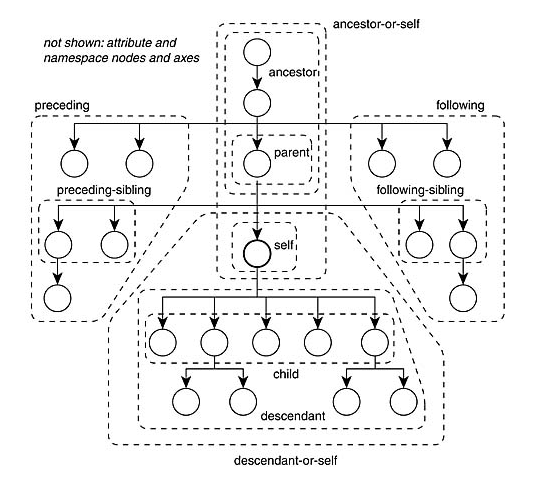 ancestor-or-self
not shown: attribute and
namespace nodes and axes
ancestor
preceding
following
parent
preceding-sibling
following-sibling
self
child
descendant
descendant-or-self